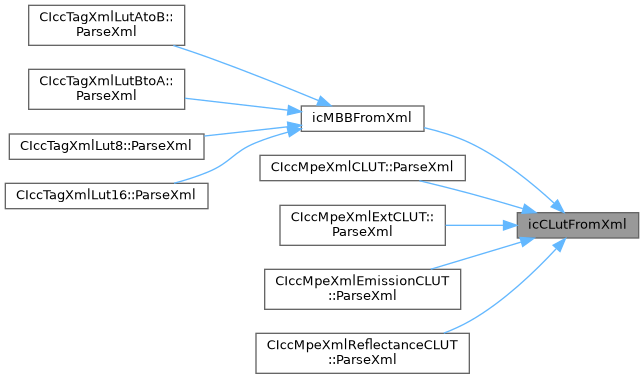 CIccTagXmlLutAtoB::
ParseXml
CIccTagXmlLutBtoA::
ParseXml
CIccTagXmlLut8::ParseXml
CIccTagXmlLut16::ParseXml
icMBBFromXml
CIccMpeXmlCLUT::ParseXml
CIccMpeXmlExtCLUT::
ParseXml
CIccMpeXmlEmissionCLUT
::ParseXml
CIccMpeXmlReflectanceCLUT
::ParseXml
icCLutFromXml